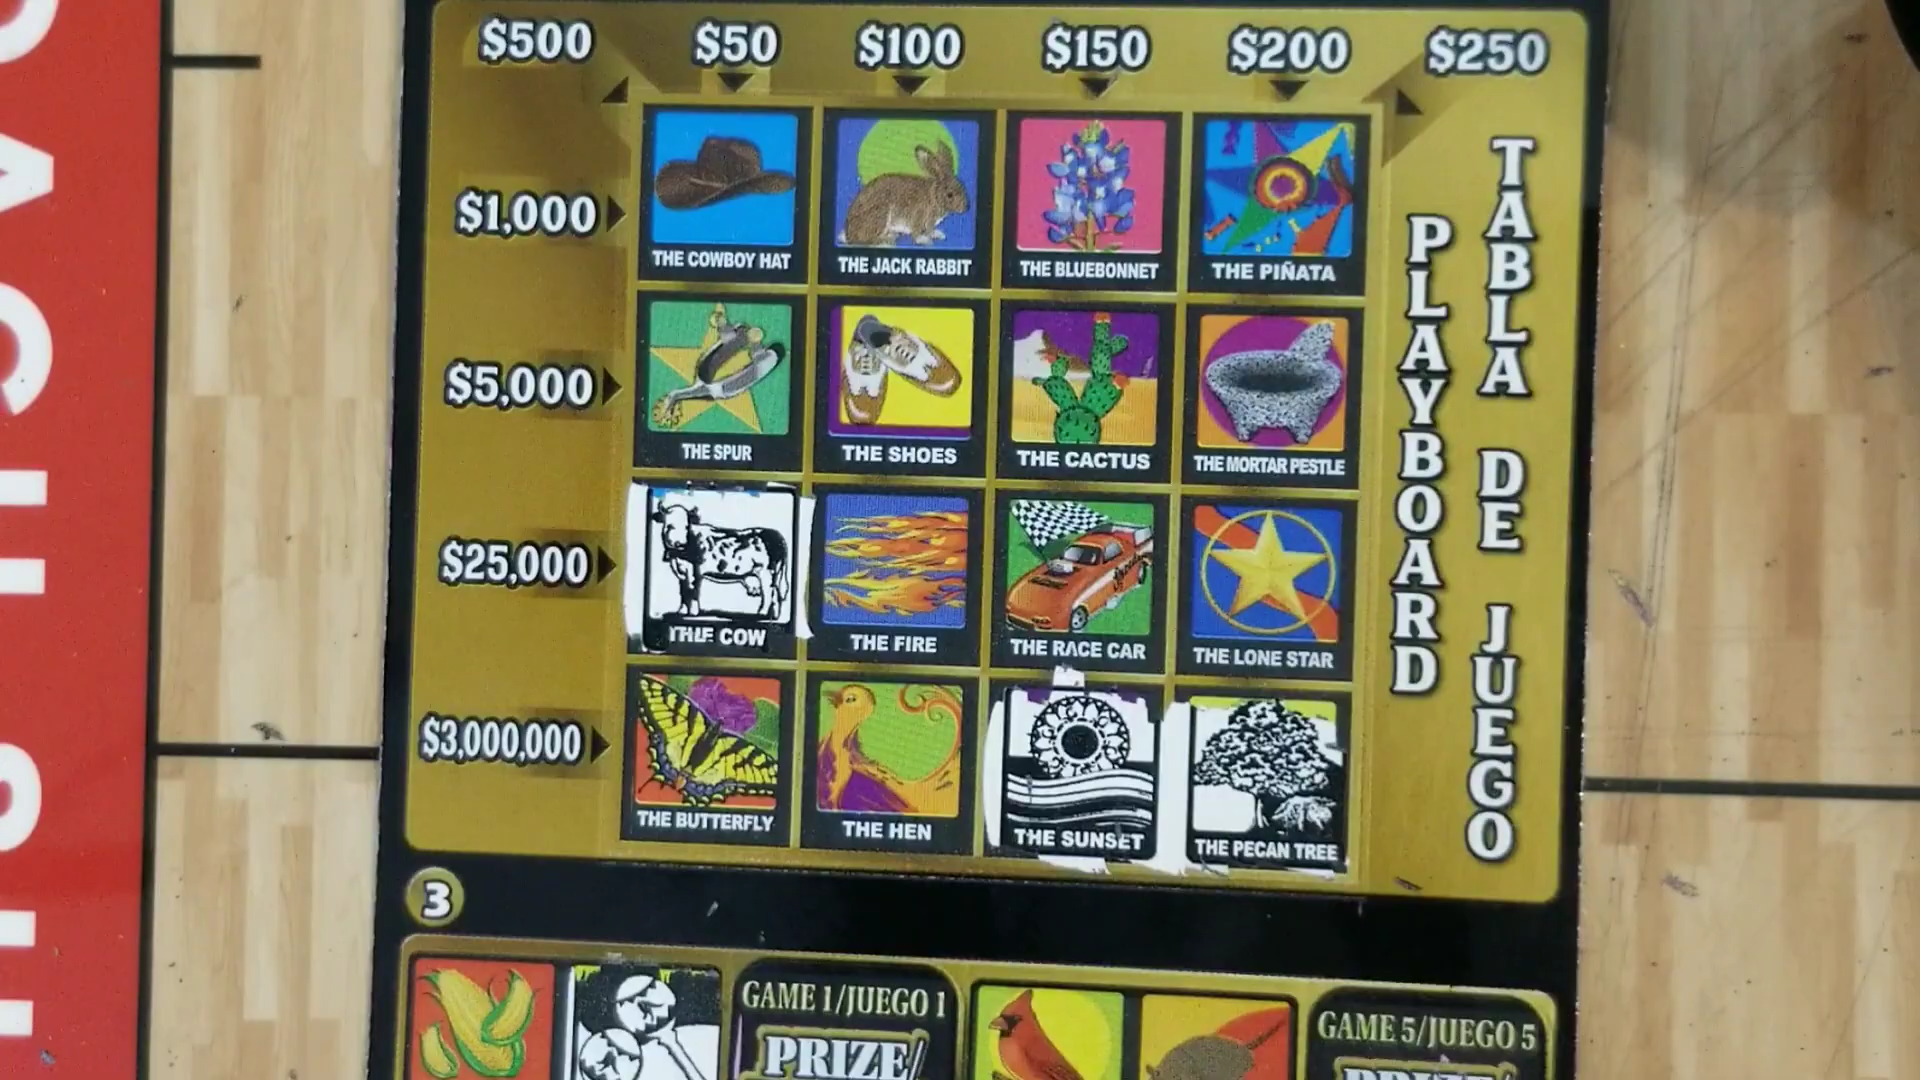 $500 $50 $100 $150 $200 $250
$1,000
THE COWBOY HAT THE JACK RABBIT THE BLUEBONNET THE PIÑATA
$5,000
THE SPUR THE SHOES THE CACTUS THE MORTAR PESTLE
$25,000
THE COW THE FIRE THE RACE CAR THE LONE STAR
$3,000,000
THE BUTTERFLY THE HEN THE SUNSET THE PECAN TREE
PLAYBOARD
TABLA DE JUEGO
3
GAME 1/JUEGO 1
PRIZE/
GAME 5/JUEGO 5